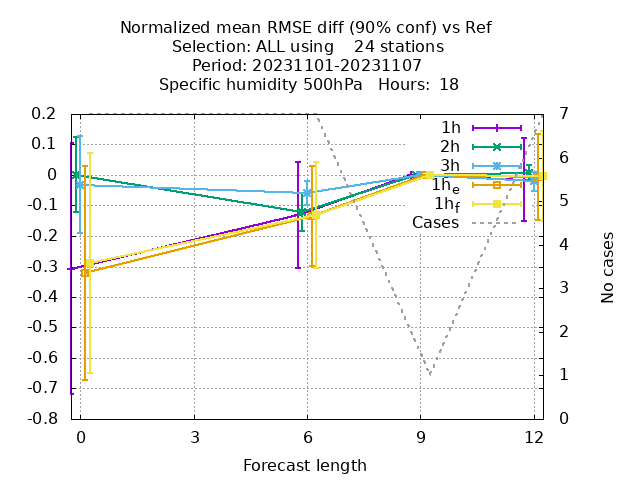 Normalized mean RMSE diff (90% conf) vs Ref
Selection: ALL using    24 stations
Period: 20231101-20231107
Specific humidity 500hPa   Hours:  18
0.2
0.1
0
-0.1
-0.2
-0.3
-0.4
-0.5
-0.6
-0.7
-0.8
1h
2h
3h
1he
1hf
Cases
7
6
5
4
3
2
1
0
No cases
0 3 6 9 12
Forecast length